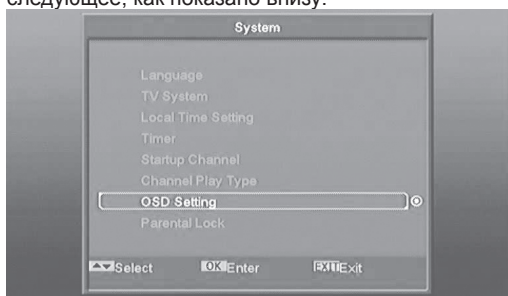 следующее, как показано внизу:
System
Language
TV System
Local Time Setting
Timer
Startup Channel
Channel Play Type
OSD Setting
Parental Lock
Select OK Enter EXIT Exit